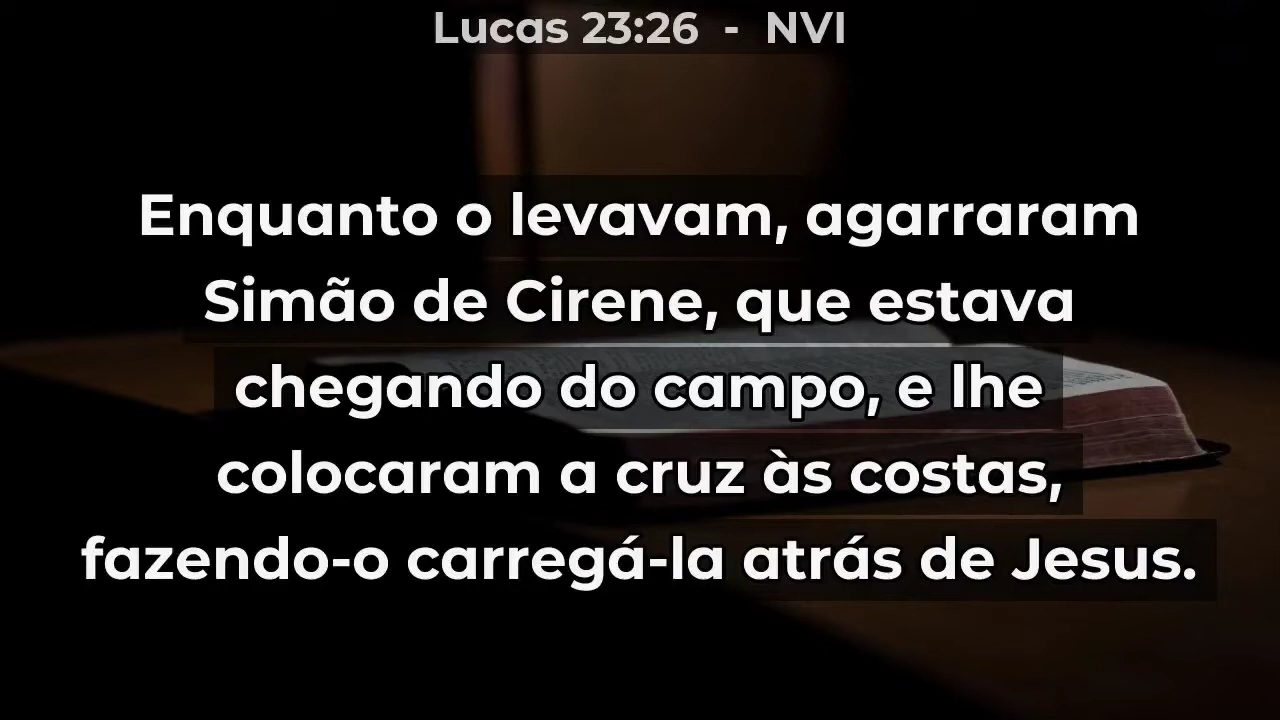 Lucas 23:26 - NVI
Enquanto o levavam, agarraram
Simão de Cirene, que estava
chegando do campo, e lhe
colocaram a cruz às costas,
fazendo-o carregá-la atrás de Jesus.